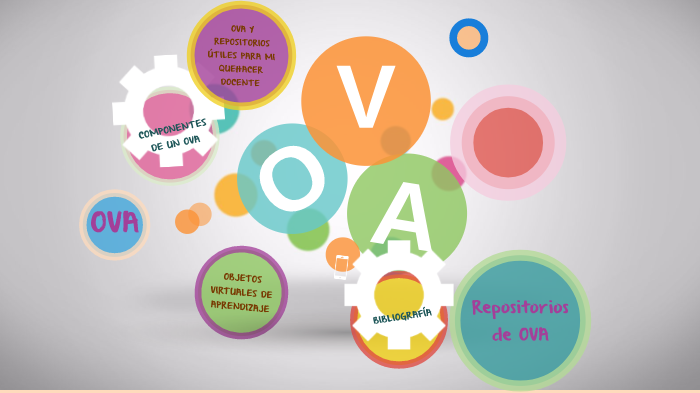 OVA Y
REPOSITORIOS
ÚTILES PARA MI
QUEHACER
DOCENTE
COMPONENTES
DE UN OVA
O
V
A
OVA
OBJETOS
VIRTUALES DE
APRENDIZAJE
BIBLIOGRAFÍA
Repositorios
de OVA